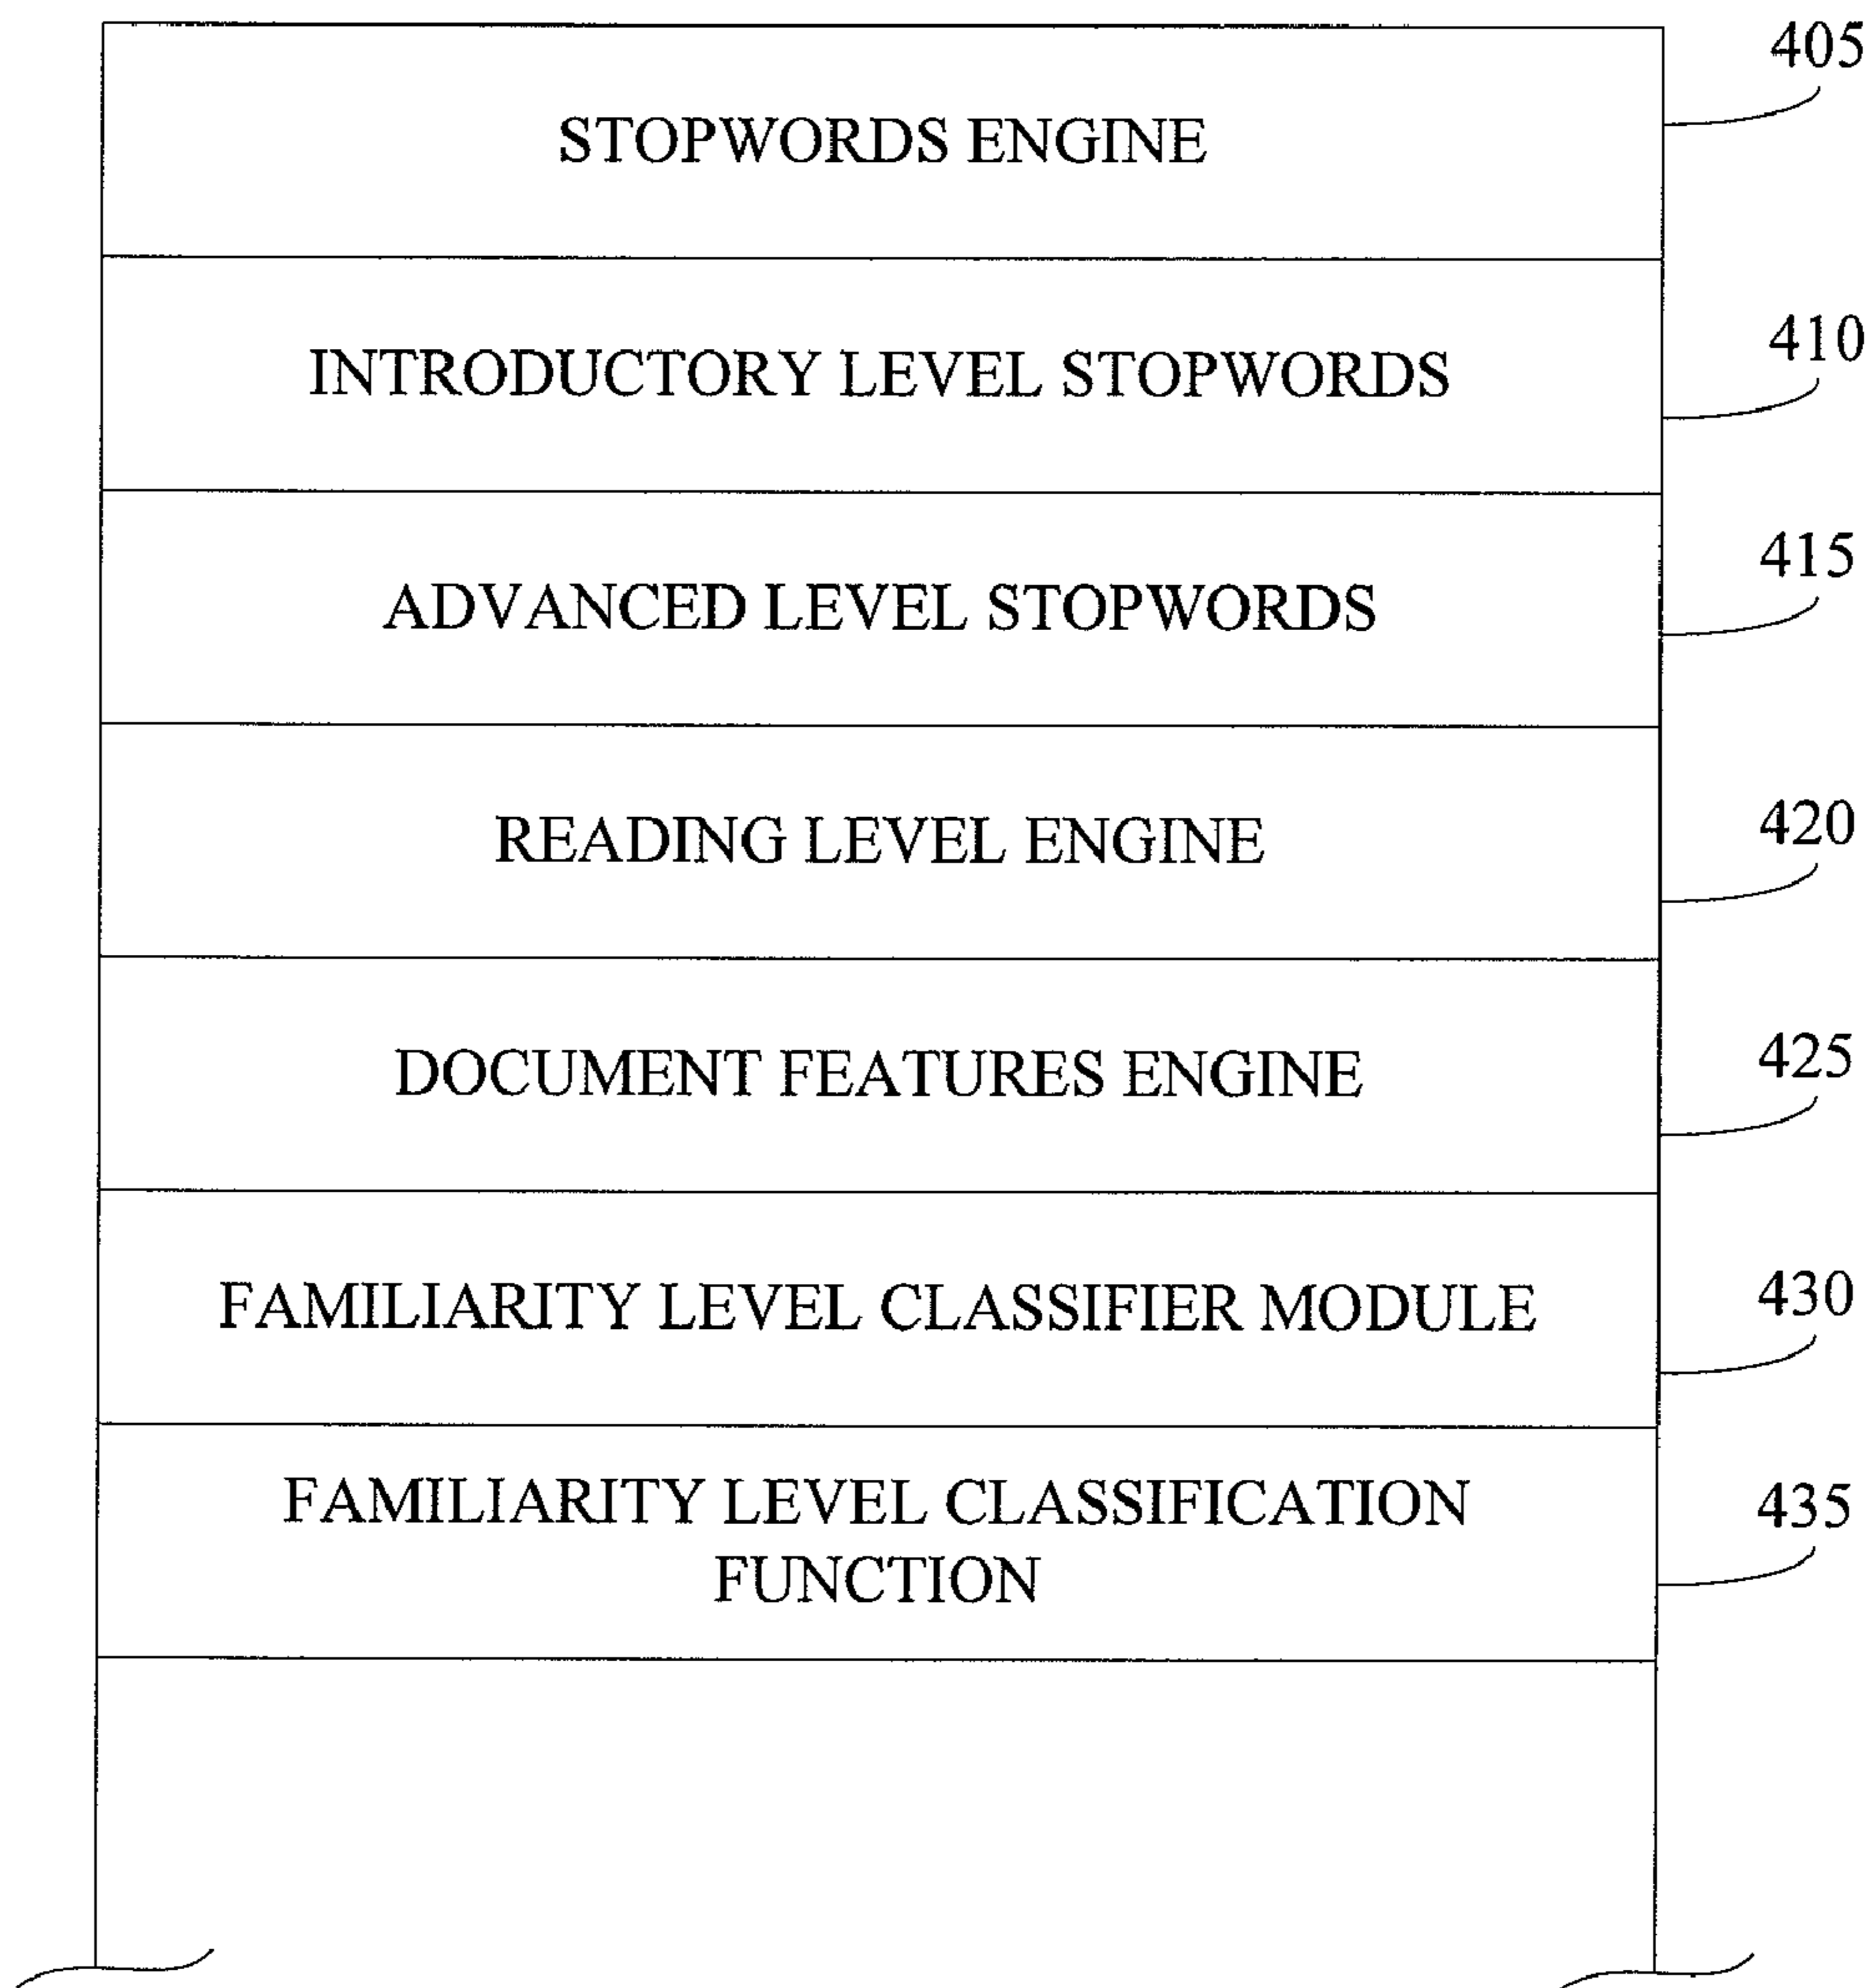 405
STOPWORDS ENGINE
410
INTRODUCTORY LEVEL STOPWORDS
415
ADVANCED LEVEL STOPWORDS
420
READING LEVEL ENGINE
425
DOCUMENT FEATURES ENGINE
430
FAMILIARITY LEVEL CLASSIFIER MODULE
435
FAMILIARITY LEVEL CLASSIFICATION
FUNCTION